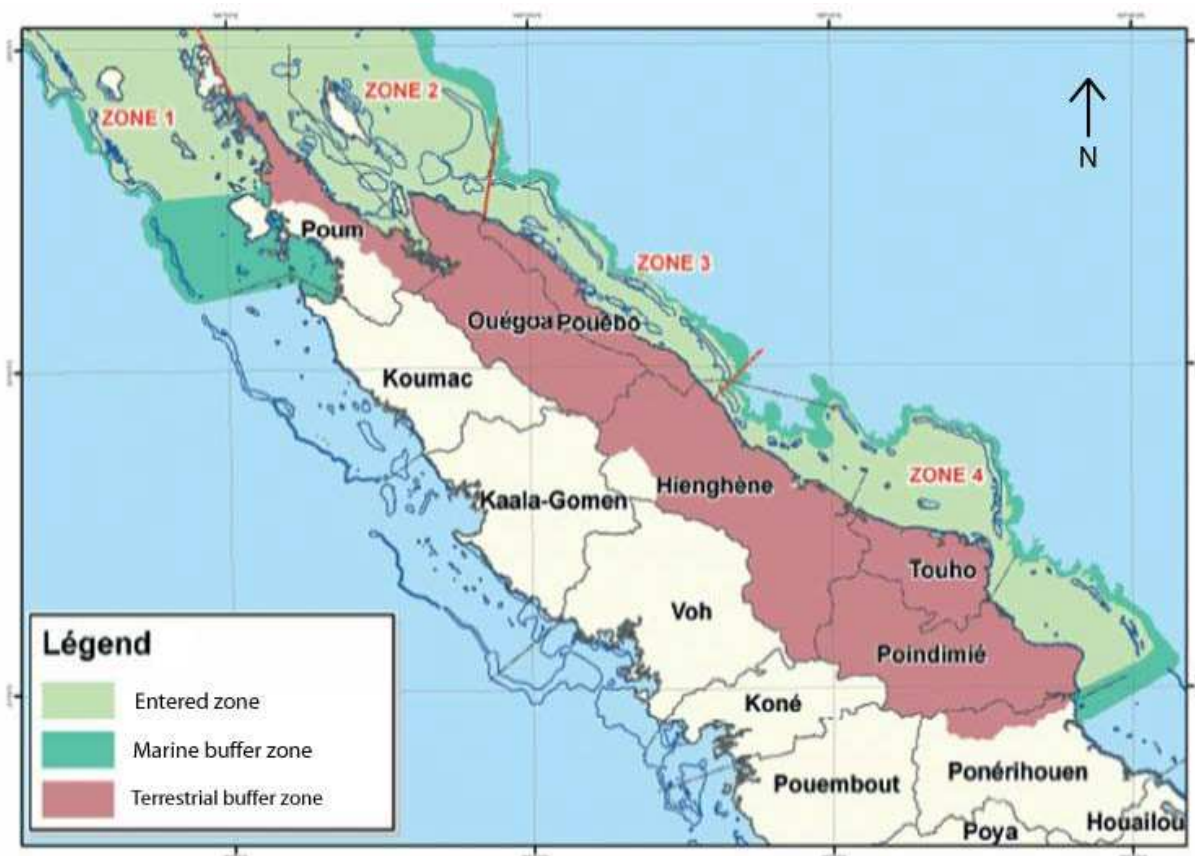 ZONE 1
ZONE 2
N
Poum
ZONE 3
Ouégoa Pouébo
Koumac
ZONE 4
Kaala-Gomen
Hienghène
Touho
Voh
Poindimié
Koné
Pouembout
Ponérihouen
Poya
Houailou
Légend
Entered zone
Marine buffer zone
Terrestrial buffer zone